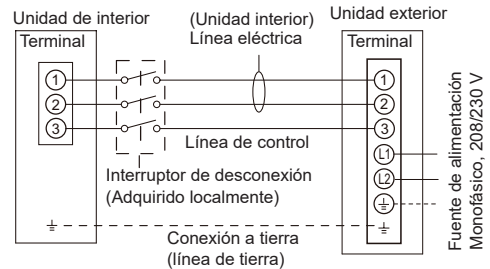 Unidad de interior
Terminal
1
2
3
(Unidad interior)
Línea eléctrica
Línea de control
Interruptor de desconexión
(Adquirido localmente)
Conexión a tierra
(línea de tierra)
Unidad exterior
Terminal
1
2
3
L1
L2
Fuente de alimentación
Monofásico, 208/230 V